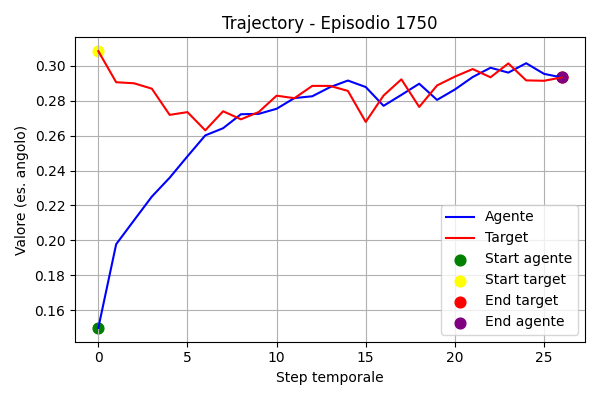 Trajectory - Episodio 1750
Valore (es. angolo)
0.30
0.28
0.26
0.24
0.22
0.20
0.18
0.16
0
5
10
15
20
25
Step temporale
Agente
Target
Start agente
Start target
End target
End agente